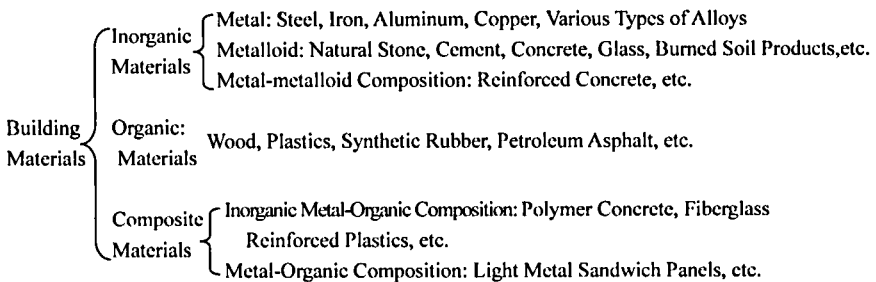 Building
Materials
Inorganic
Materials
Metal: Steel, Iron, Aluminum, Copper, Various Types of Alloys
Metalloid: Natural Stone, Cement, Concrete, Glass, Burned Soil Products,etc.
Metal-metalloid Composition: Reinforced Concrete, etc.
Organic:
Materials
Wood, Plastics, Synthetic Rubber, Petroleum Asphalt, etc.
Composite
Materials
Inorganic Metal-Organic Composition: Polymer Concrete, Fiberglass
Reinforced Plastics, etc.
Metal-Organic Composition: Light Metal Sandwich Panels, etc.